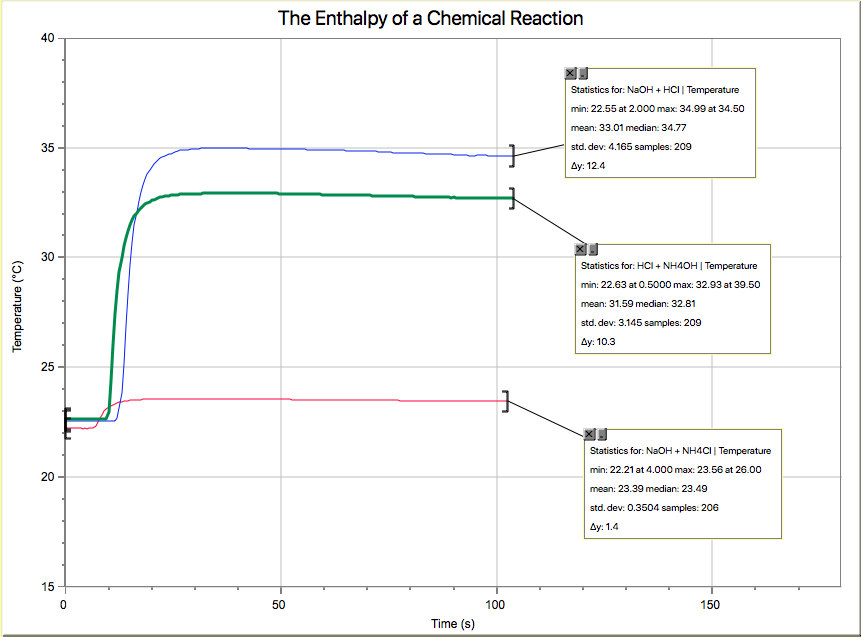 The Enthalpy of a Chemical Reaction
40
35
30
25
20
15
Temperature (°C)
0
50
100
150
Time (s)
Statistics for: NaOH + HCl | Temperature
min: 22.55 at 2.000 max: 34.99 at 34.50
mean: 33.01 median: 34.77
std. dev: 4.165 samples: 209
Δy: 12.4
Statistics for: HCl + NH4OH | Temperature
min: 22.63 at 0.5000 max: 32.93 at 39.50
mean: 31.59 median: 32.81
std. dev: 3.145 samples: 209
Δy: 10.3
Statistics for: NaOH + NH4Cl | Temperature
min: 22.21 at 4.000 max: 23.56 at 26.00
mean: 23.39 median: 23.49
std. dev: 0.3504 samples: 206
Δy: 1.4